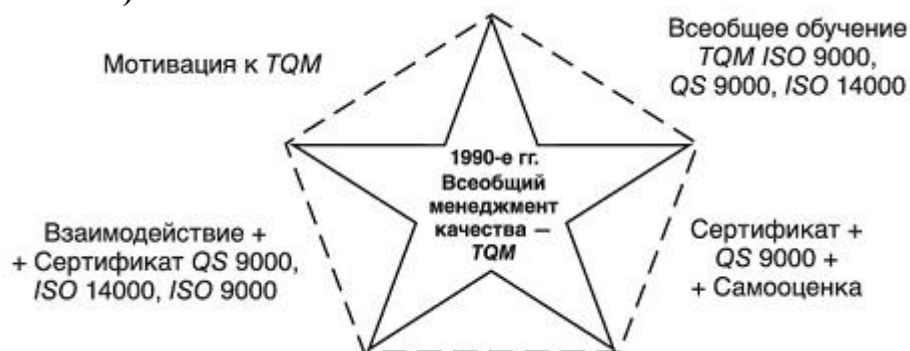 Мотивация к TQM
Всеобщее обучение
TQM ISO 9000,
QS 9000, ISO 14000
1990-е гг.
Всеобщий
менеджмент
качества —
TQM
Взаимодействие +
+ Сертификат QS 9000,
ISO 14000, ISO 9000
Сертификат +
QS 9000 +
+ Самооценка